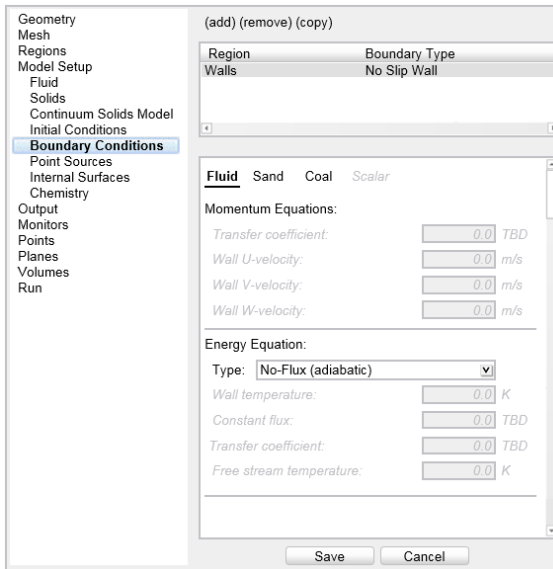 Geometry
Mesh
Regions
Model Setup
Fluid
Solids
Continuum Solids Model
Initial Conditions
Boundary Conditions
Point Sources
Internal Surfaces
Chemistry
Output
Monitors
Points
Planes
Volumes
Run
(add) (remove) (copy)
Region Boundary Type
Walls No Slip Wall
Fluid Sand Coal Scalar
Momentum Equations:
Transfer coefficient: 0.0 TBD
Wall U-velocity: 0.0 m/s
Wall V-velocity: 0.0 m/s
Wall W-velocity: 0.0 m/s
Energy Equation:
Type: No-Flux (adiabatic)
Wall temperature: 0.0 K
Constant flux: 0.0 TBD
Transfer coefficient: 0.0 TBD
Free stream temperature: 0.0 K
Save Cancel